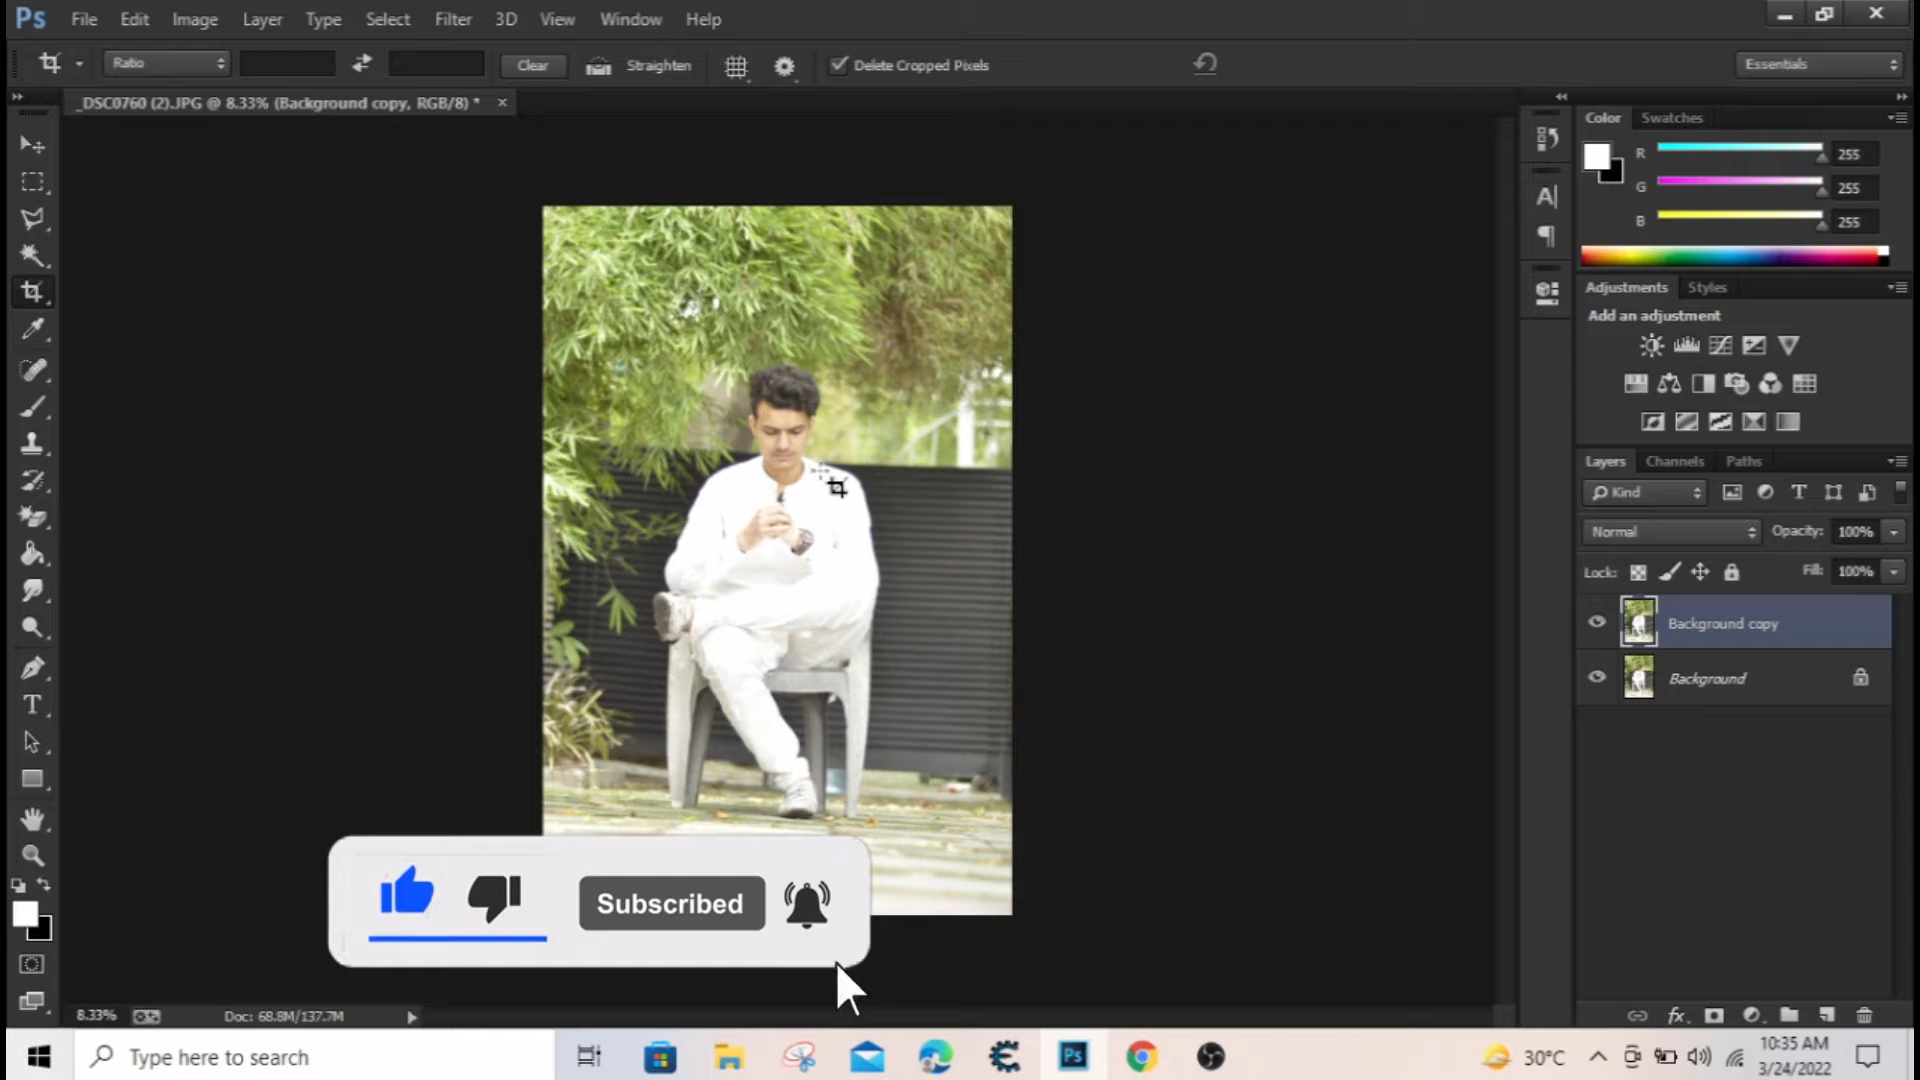 Ps File Edit Image Layer Type Select Filter 3D View Window Help
Ratio Clear Straighten Delete Cropped Pixels Essentials
_DSC0760 (2).JPG @ 8.33% (Background copy, RGB/8) * ×
Color Swatches
R 255
G 255
B 255
Adjustments Styles
Add an adjustment
Layers Channels Paths
Kind
Normal Opacity: 100%
Lock: Fill: 100%
Background copy
Background
Subscribed
8.33% Doc: 68.8M/137.7M
Type here to search
30°C
10:35 AM
3/24/2022